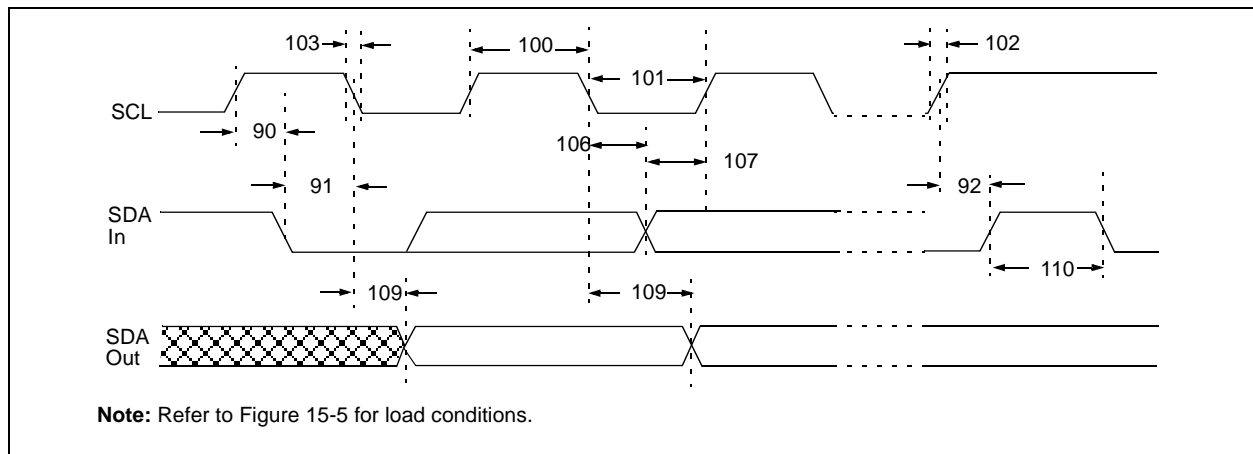 103
100
101
102
SCL
90
106
107
91
92
SDA
In
110
109
109
SDA
Out
Note: Refer to Figure 15-5 for load conditions.